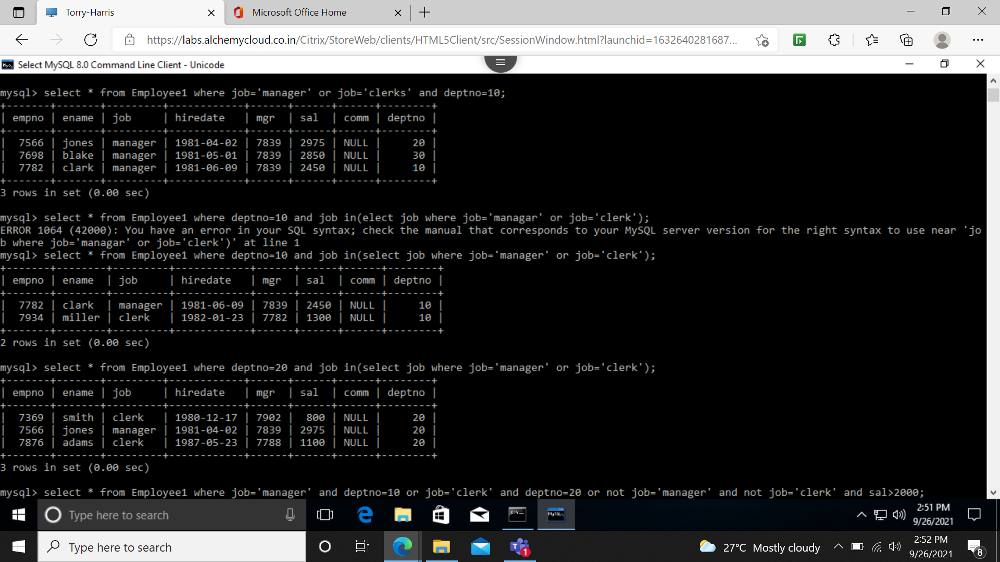 Torry-Harris
Microsoft Office Home
https://labs.alchemycloud.co.in/Citrix/StoreWeb/clients/HTML5Client/src/SessionWindow.html?launchid=1632640281687...
Select MySQL 8.0 Command Line Client - Unicode
mysql> select * from Employee1 where job='manager' or job='clerks' and deptno=10;
+-------+-------+---------+------------+------+------+------+--------+
| empno | ename | job     | hiredate   | mgr  | sal  | comm | deptno |
+-------+-------+---------+------------+------+------+------+--------+
|  7566 | jones | manager | 1981-04-02 | 7839 | 2975 | NULL |     20 |
|  7698 | blake | manager | 1981-05-01 | 7839 | 2850 | NULL |     30 |
|  7782 | clark | manager | 1981-06-09 | 7839 | 2450 | NULL |     10 |
+-------+-------+---------+------------+------+------+------+--------+
3 rows in set (0.00 sec)
mysql> select * from Employee1 where deptno=10 and job in(elect job where job='managar' or job='clerk');
ERROR 1064 (42000): You have an error in your SQL syntax; check the manual that corresponds to your MySQL server version for the right syntax to use near 'jo
b where job='managar' or job='clerk')' at line 1
mysql> select * from Employee1 where deptno=10 and job in(select job where job='manager' or job='clerk');
+-------+--------+---------+------------+------+------+------+--------+
| empno | ename  | job     | hiredate   | mgr  | sal  | comm | deptno |
+-------+--------+---------+------------+------+------+------+--------+
|  7782 | clark  | manager | 1981-06-09 | 7839 | 2450 | NULL |     10 |
|  7934 | miller | clerk   | 1982-01-23 | 7782 | 1300 | NULL |     10 |
+-------+--------+---------+------------+------+------+------+--------+
2 rows in set (0.00 sec)
mysql> select * from Employee1 where deptno=20 and job in(select job where job='manager' or job='clerk');
+-------+-------+---------+------------+------+------+------+--------+
| empno | ename | job     | hiredate   | mgr  | sal  | comm | deptno |
+-------+-------+---------+------------+------+------+------+--------+
|  7369 | smith | clerk   | 1980-12-17 | 7902 |  800 | NULL |     20 |
|  7566 | jones | manager | 1981-04-02 | 7839 | 2975 | NULL |     20 |
|  7876 | adams | clerk   | 1987-05-23 | 7788 | 1100 | NULL |     20 |
+-------+-------+---------+------------+------+------+------+--------+
3 rows in set (0.00 sec)
mysql> select * from Employee1 where job='manager' and deptno=10 or job='clerk' and deptno=20 or not job='manager' and not job='clerk' and sal>2000;
Type here to search
2:51 PM
9/26/2021
Type here to search
27°C Mostly cloudy
2:52 PM
9/26/2021
8
1